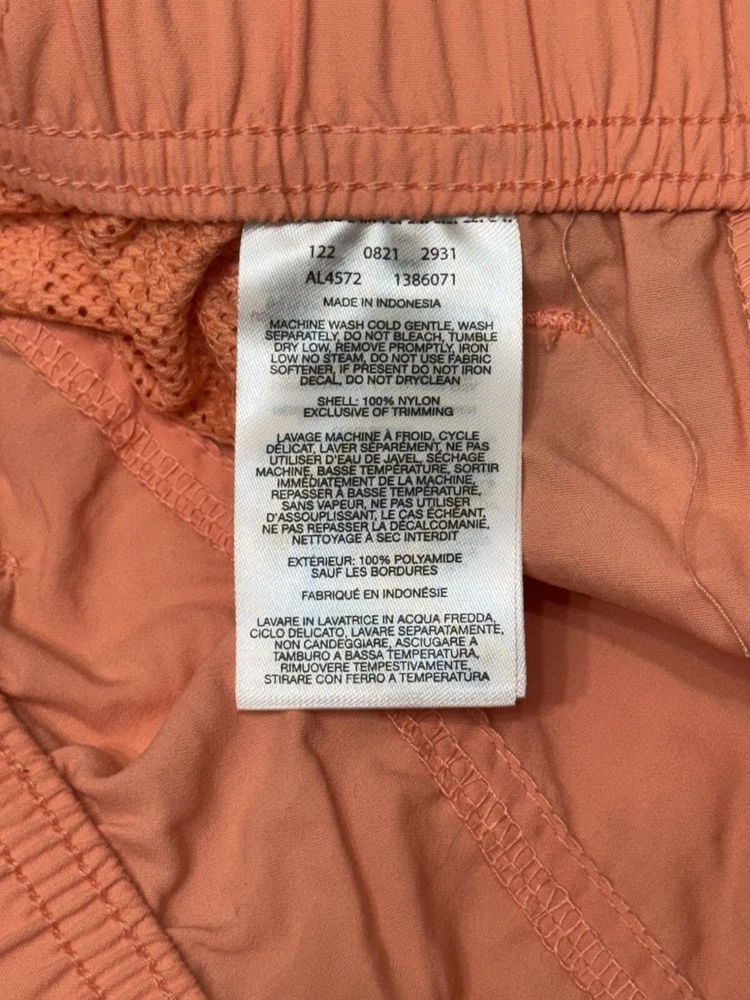 122 0821 2931
AL4572 1386071
MADE IN INDONESIA
MACHINE WASH COLD GENTLE, WASH
SEPARATELY, DO NOT BLEACH, TUMBLE
DRY LOW, REMOVE PROMPTLY, IRON
LOW NO STEAM, DO NOT USE FABRIC
SOFTENER, IF PRESENT DO NOT IRON
DECAL, DO NOT DRYCLEAN
SHELL: 100% NYLON
EXCLUSIVE OF TRIMMING
LAVAGE MACHINE À FROID, CYCLE
DÉLICAT, LAVER SÉPARÉMENT, NE PAS
UTILISER D'EAU DE JAVEL, SÉCHAGE
MACHINE, BASSE TEMPÉRATURE, SORTIR
IMMÉDIATEMENT DE LA MACHINE,
REPASSER À BASSE TEMPÉRATURE,
SANS VAPEUR, NE PAS UTILISER
D'ASSOUPLISSANT, LE CAS ÉCHÉANT,
NE PAS REPASSER LA DÉCALCOMANIE,
NETTOYAGE À SEC INTERDIT
EXTÉRIEUR: 100% POLYAMIDE
SAUF LES BORDURES
FABRIQUÉ EN INDONÉSIE
LAVARE IN LAVATRICE IN ACQUA FREDDA,
CICLO DELICATO, LAVARE SEPARATAMENTE,
NON CANDEGGIARE, ASCIUGARE A
TAMBURO A BASSA TEMPERATURA,
RIMUOVERE TEMPESTIVAMENTE,
STIRARE CON FERRO A TEMPERATURA